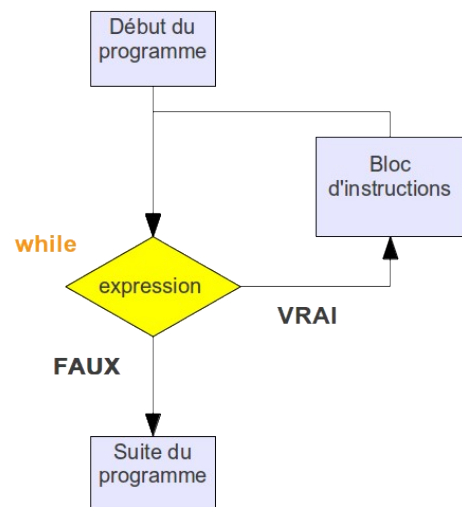 Début du
programme
Bloc
d'instructions
while
expression
VRAI
FAUX
Suite du
programme